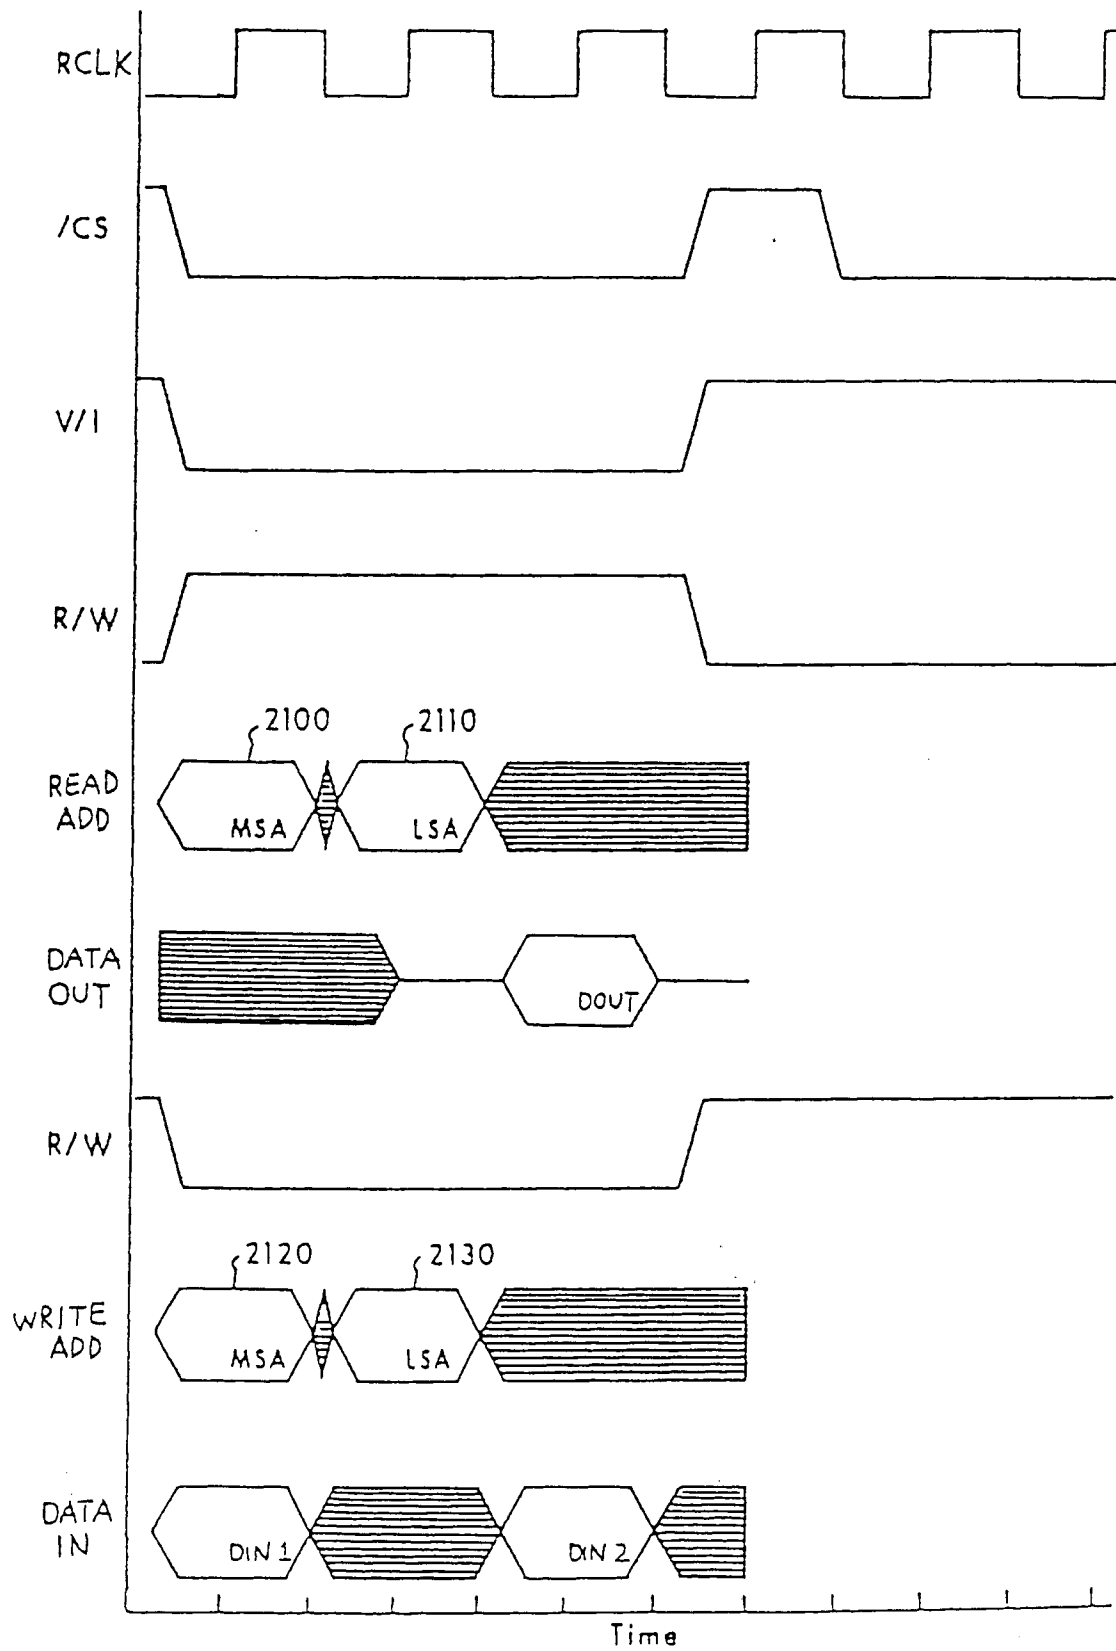 RCLK
/CS
V/I
R/W
2100
2110
READ
ADD
MSA
LSA
DATA
OUT
DOUT
R/W
2120
2130
WRITE
ADD
MSA
LSA
DATA
IN
DIN 1
DIN 2
Time